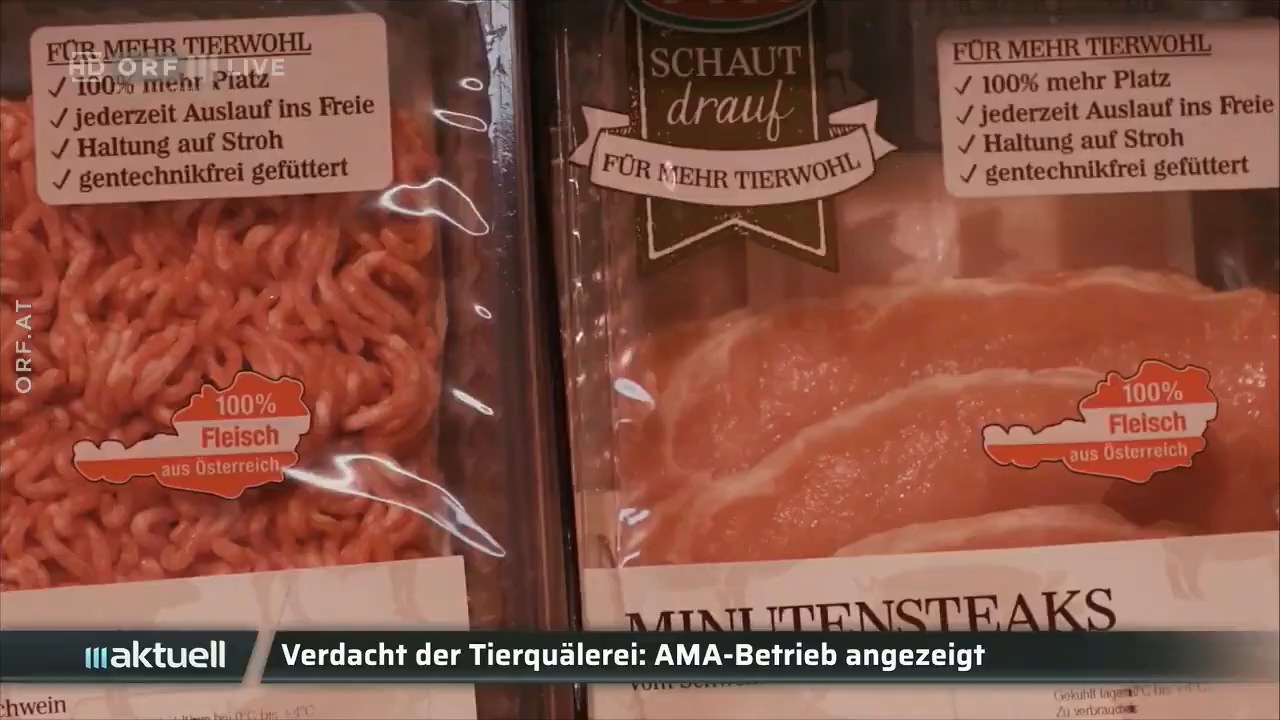 FÜR MEHR TIERWOHL
HD ORF LIVE
✓ 100% mehr Platz
✓ jederzeit Auslauf ins Freie
✓ Haltung auf Stroh
✓ gentechnikfrei gefüttert
SCHAUT
drauf
FÜR MEHR TIERWOHL
FÜR MEHR TIERWOHL
✓ 100% mehr Platz
✓ jederzeit Auslauf ins Freie
✓ Haltung auf Stroh
✓ gentechnikfrei gefüttert
ORF.AT
100%
Fleisch
aus Österreich
100%
Fleisch
aus Österreich
MINUTENSTEAKS
aktuell
Verdacht der Tierquälerei: AMA-Betrieb angezeigt